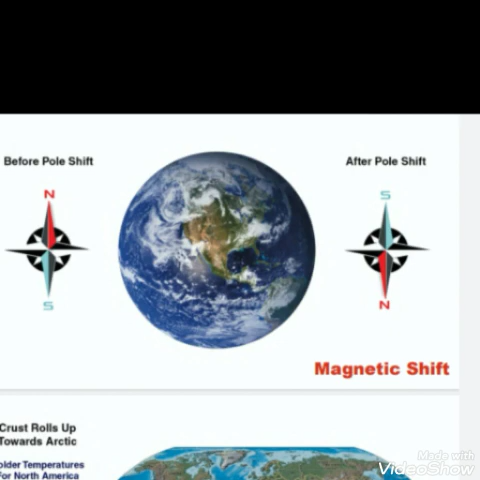 Before Pole Shift
After Pole Shift
N
S
S
N
Magnetic Shift
Crust Rolls Up
Towards Arctic
older Temperatures
For North America
Made with
VideoShow